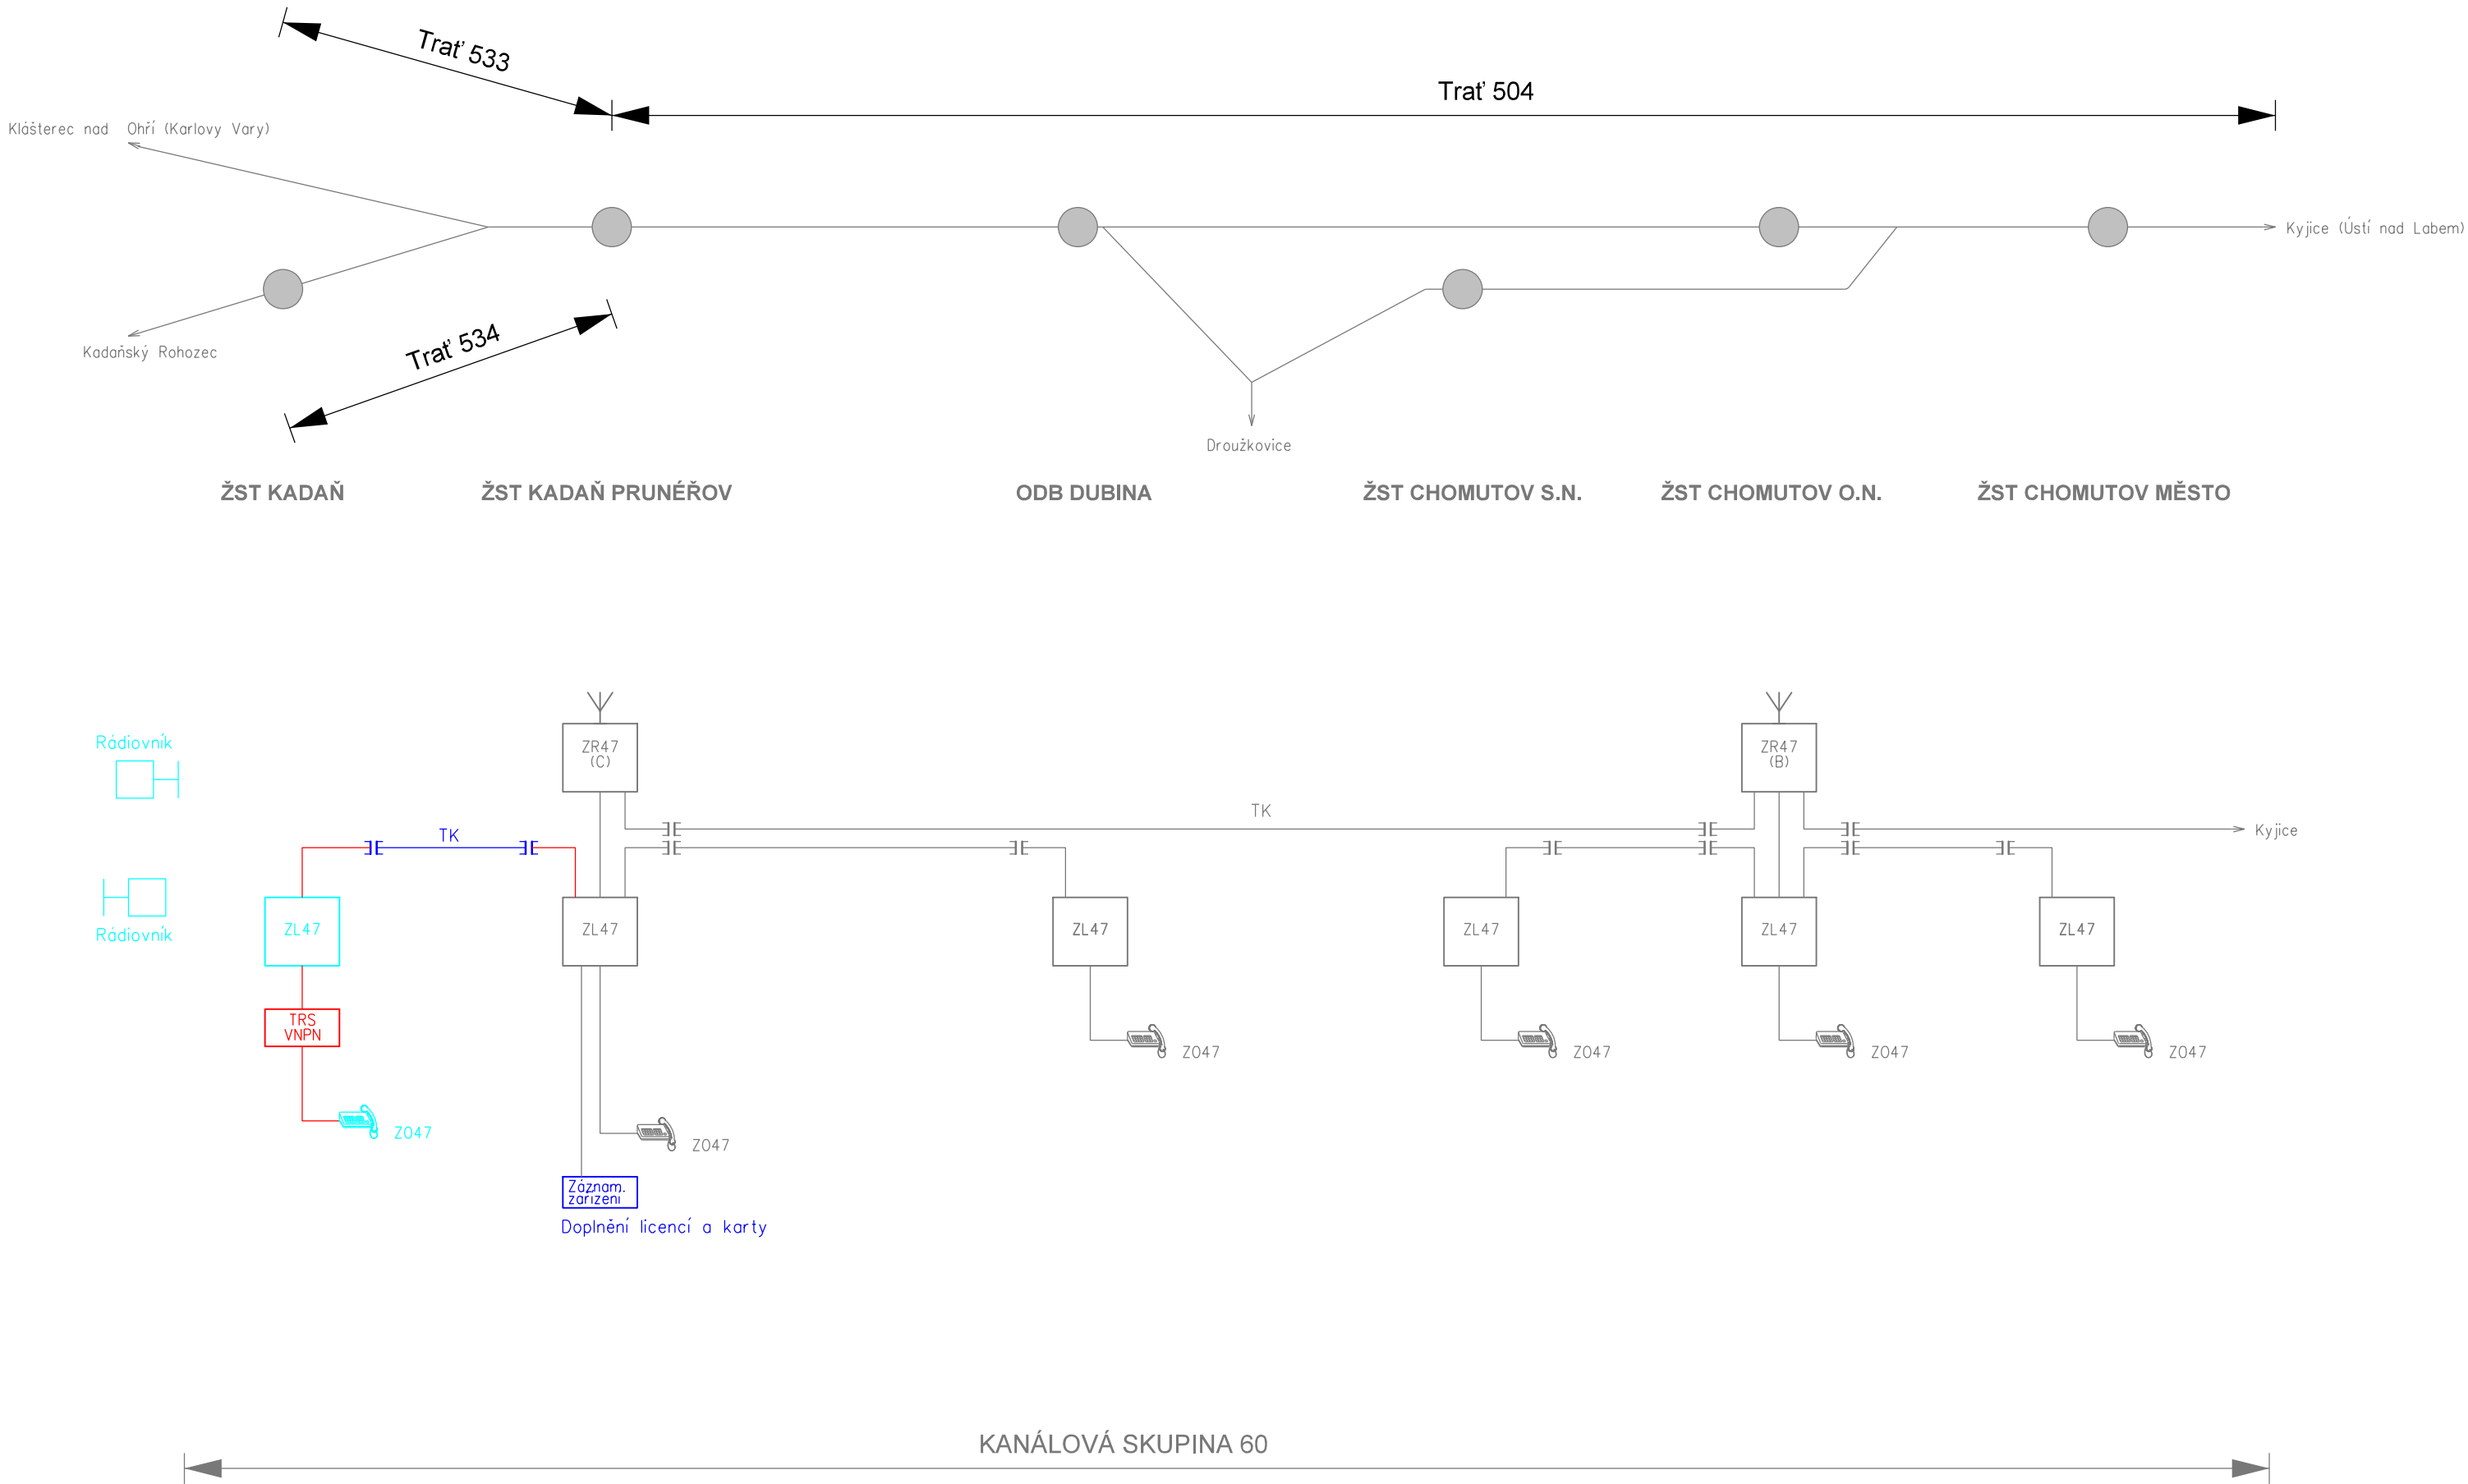 Trať 533
Trať 504
Klášterec nad Ohří (Karlovy Vary)
Kyjice (Ústí nad Labem)
Trať 534
Kadaňský Rohozec
Droužkovice
ŽST KADAŇ
ŽST KADAŇ PRUNÉŘOV
ODB DUBINA
ŽST CHOMUTOV S.N.
ŽST CHOMUTOV O.N.
ŽST CHOMUTOV MĚSTO
Rádiovník
ZR47
(C)
ZR47
(B)
TK
TK
Kyjice
Rádiovník
ZL47
ZL47
ZL47
ZL47
ZL47
ZL47
TRS
VNPN
ZO47
ZO47
ZO47
ZO47
ZO47
ZO47
Záznam.
zařízení
Doplnění licencí a karty
KANÁLOVÁ SKUPINA 60